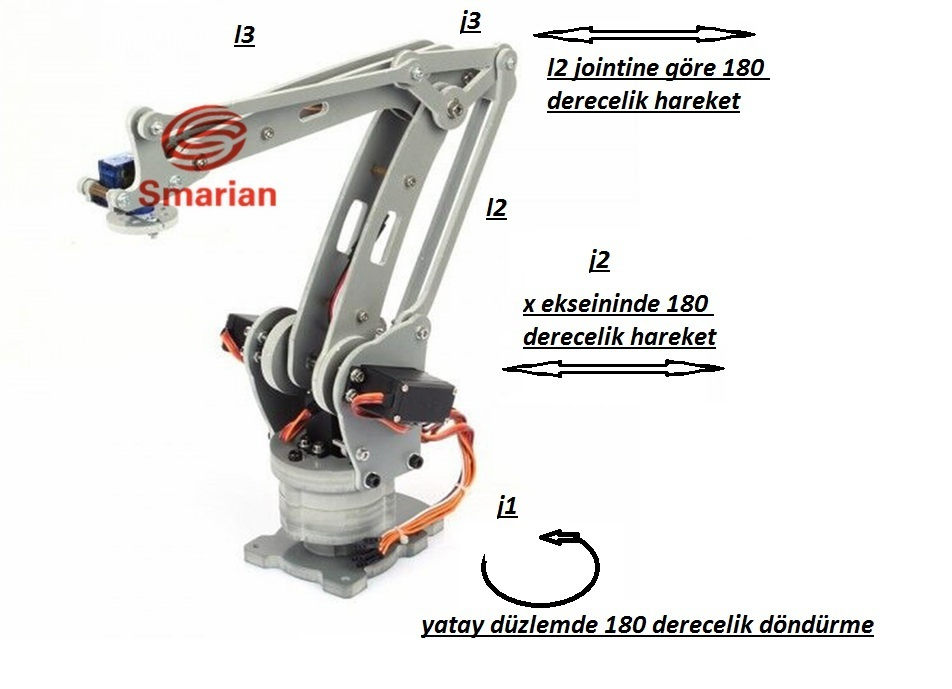 l3
j3
l2 jointine göre 180
derecelik hareket
Smarian
l2
j2
x ekseininde 180
derecelik hareket
j1
yatay düzlemde 180 derecelik döndürme